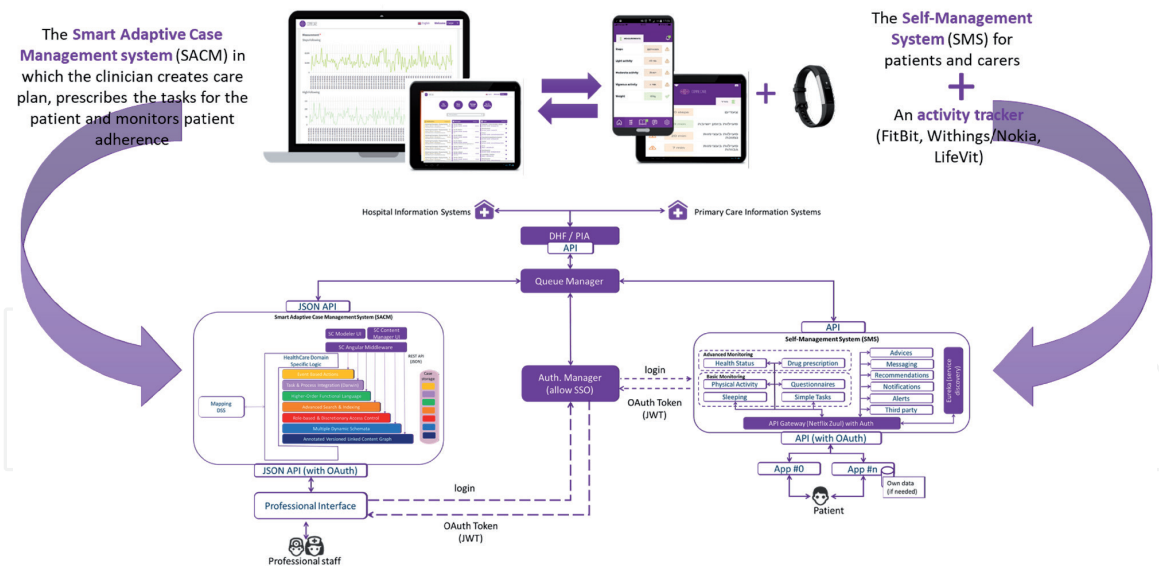 The Smart Adaptive Case
Management system (SACM) in
which the clinician creates care
plan, prescribes the tasks for the
patient and monitors patient
adherence
The Self-Management
System (SMS) for
patients and carers
An activity tracker
(FitBit, Withings/Nokia,
LifeVit)
Hospital Information Systems
Primary Care Information Systems
DHF / PIA
API
Queue Manager
JSON API
Smart Adaptive Case Management System (SACM)
SC Modeler UI
SC Content
Manager UI
SC Angular Middleware
REST API
(JSON)
HealthCare Domain
Specific Logic
Task & Process Integration (Darwin)
Higher-Order Functional Language
Advanced Search & Indexing
Role-Based & Discretionary Access Control
Multiple Dynamic Schemata
Annotated Versioned Linked Content Graph
Mapping
DSS
JSON API (with OAuth)
Professional Interface
Professional staff
login
OAuth Token
(JWT)
Auth. Manager
(allow SSO)
login
OAuth Token
(JWT)
API
Self-Management System (SMS)
Advanced Monitoring
Health Status
Drug prescription
Basic Monitoring
Physical Activity
Questionnaires
Sleeping
Simple Tasks
Advices
Messaging
Recommendations
Notifications
Alerts
Third party
Eureka (service
discovery)
API Gateway (Netflix Zuul) with Auth
API (with OAuth)
App #0
App #n
Own data
(if needed)
Patient